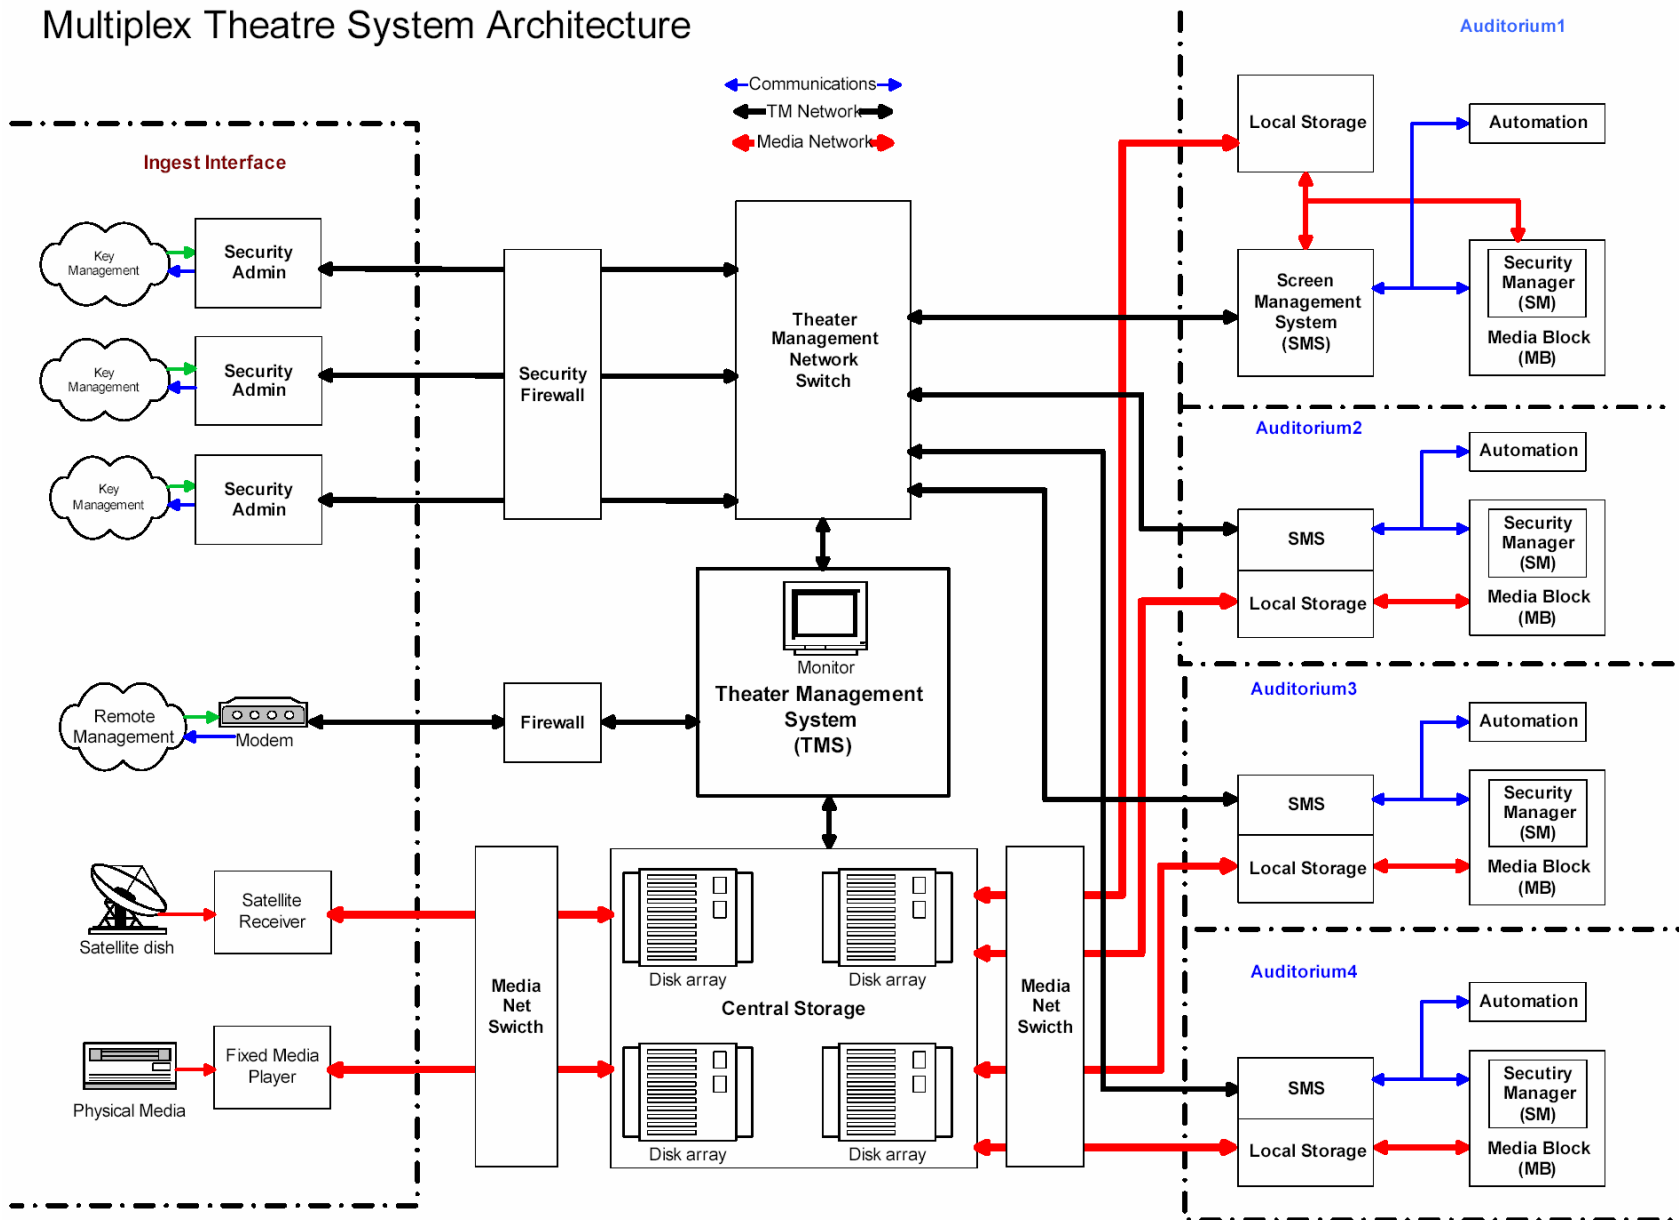 Multiplex Theatre System Architecture
Communications
TM Network
Media Network
Ingest Interface
Key
Management
Security
Admin
Key
Management
Security
Admin
Key
Management
Security
Admin
Remote
Management
Modem
Satellite dish
Satellite
Receiver
Physical Media
Fixed Media
Player
Security
Firewall
Firewall
Media
Net
Swicth
Theater
Management
Network
Switch
Monitor
Theater Management
System
(TMS)
Disk array
Disk array
Central Storage
Disk array
Disk array
Media
Net
Swicth
Auditorium1
Local Storage
Automation
Screen
Management
System
(SMS)
Security
Manager
(SM)
Media Block
(MB)
Auditorium2
Automation
SMS
Local Storage
Security
Manager
(SM)
Media Block
(MB)
Auditorium3
Automation
SMS
Local Storage
Security
Manager
(SM)
Media Block
(MB)
Auditorium4
Automation
SMS
Local Storage
Secutiry
Manager
(SM)
Media Block
(MB)